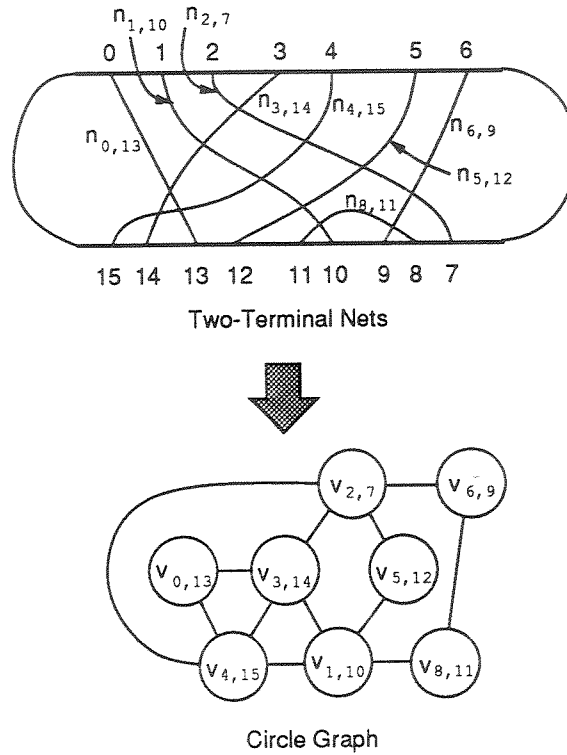 n1,10
n2,7
0 1 2 3 4 5 6
n0,13
n3,14
n4,15
n6,9
n5,12
n8,11
15 14 13 12 11 10 9 8 7
Two-Terminal Nets
v2,7
v6,9
v0,13
v3,14
v5,12
v4,15
v1,10
v8,11
Circle Graph